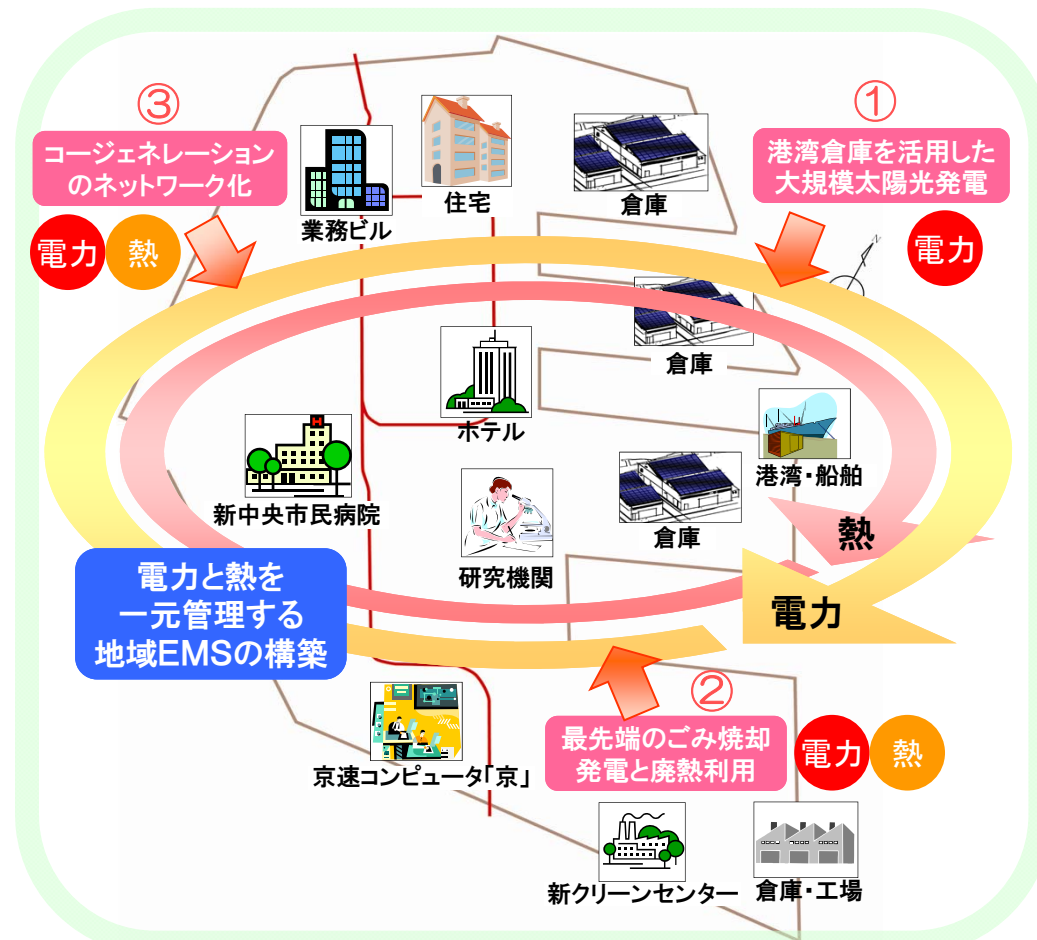 ③
コージェネレーション
のネットワーク化
電力
熱
①
港湾倉庫を活用した
大規模太陽光発電
電力
住宅
倉庫
業務ビル
N
倉庫
ホテル
H
港湾・船舶
新中央市民病院
倉庫
熱
研究機関
電力と熱を
一元管理する
地域EMSの構築
電力
②
最先端のごみ焼却
発電と廃熱利用
電力
熱
京速コンピュータ「京」
新クリーンセンター
倉庫・工場